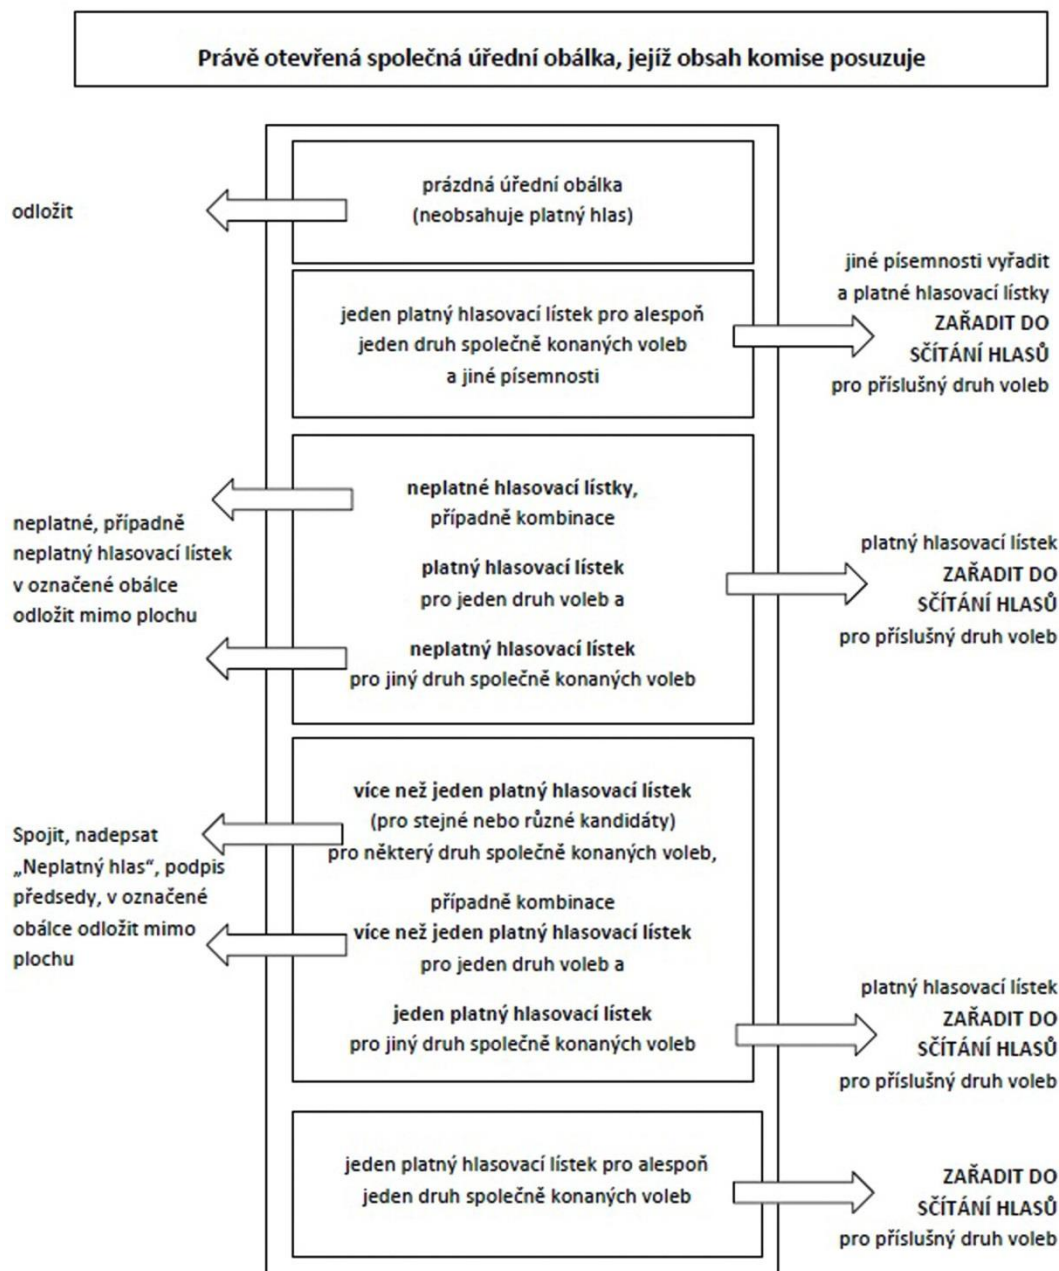 Právě otevřená společná úřední obálka, jejíž obsah komise posuzuje
odložit
prázdná úřední obálka
(neobsahuje platný hlas)
jeden platný hlasovací lístek pro alespoň
jeden druh společně konaných voleb
a jiné písemnosti
jiné písemnosti vyřadit
a platné hlasovací lístky
ZAŘADIT DO
SČÍTÁNÍ HLASŮ
pro příslušný druh voleb
neplatné, případně
neplatný hlasovací lístek
v označené obálce
odložit mimo plochu
neplatné hlasovací lístky,
případně kombinace
platný hlasovací lístek
pro jeden druh voleb a
neplatný hlasovací lístek
pro jiný druh společně konaných voleb
platný hlasovací lístek
ZAŘADIT DO
SČÍTÁNÍ HLASŮ
pro příslušný druh voleb
Spojit, nadepsat
„Neplatný hlas“, podpis
předsedy, v označené
obálce odložit mimo
plochu
více než jeden platný hlasovací lístek
(pro stejné nebo různé kandidáty)
pro některý druh společně konaných voleb,
případně kombinace
více než jeden platný hlasovací lístek
pro jeden druh voleb a
jeden platný hlasovací lístek
pro jiný druh společně konaných voleb
platný hlasovací lístek
ZAŘADIT DO
SČÍTÁNÍ HLASŮ
pro příslušný druh voleb
jeden platný hlasovací lístek pro alespoň
jeden druh společně konaných voleb
ZAŘADIT DO
SČÍTÁNÍ HLASŮ
pro příslušný druh voleb